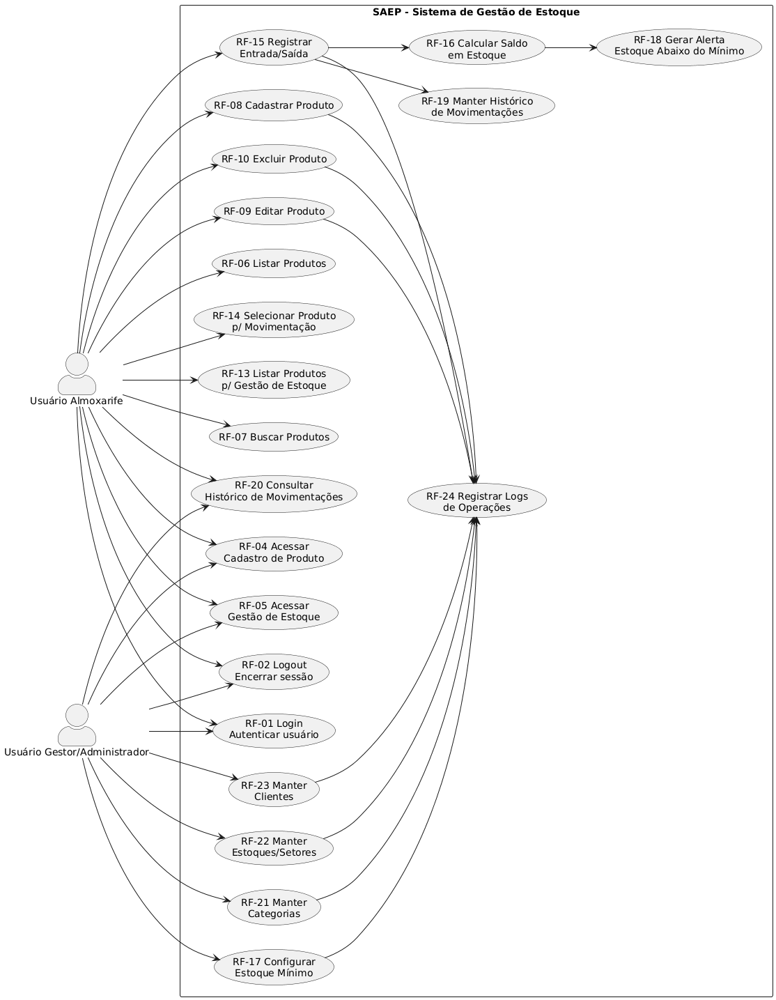 SAEP - Sistema de Gestão de Estoque
RF-15 Registrar
Entrada/Saída
RF-16 Calcular Saldo
em Estoque
RF-18 Gerar Alerta
Estoque Abaixo do Mínimo
RF-08 Cadastrar Produto
RF-19 Manter Histórico
de Movimentações
RF-10 Excluir Produto
RF-09 Editar Produto
RF-06 Listar Produtos
RF-14 Selecionar Produto
p/ Movimentação
RF-13 Listar Produtos
p/ Gestão de Estoque
Usuário Almoxarife
RF-07 Buscar Produtos
RF-20 Consultar
Histórico de Movimentações
RF-24 Registrar Logs
de Operações
RF-04 Acessar
Cadastro de Produto
RF-05 Acessar
Gestão de Estoque
RF-02 Logout
Encerrar sessão
RF-01 Login
Autenticar usuário
Usuário Gestor/Administrador
RF-23 Manter
Clientes
RF-22 Manter
Estoques/Setores
RF-21 Manter
Categorias
RF-17 Configurar
Estoque Mínimo